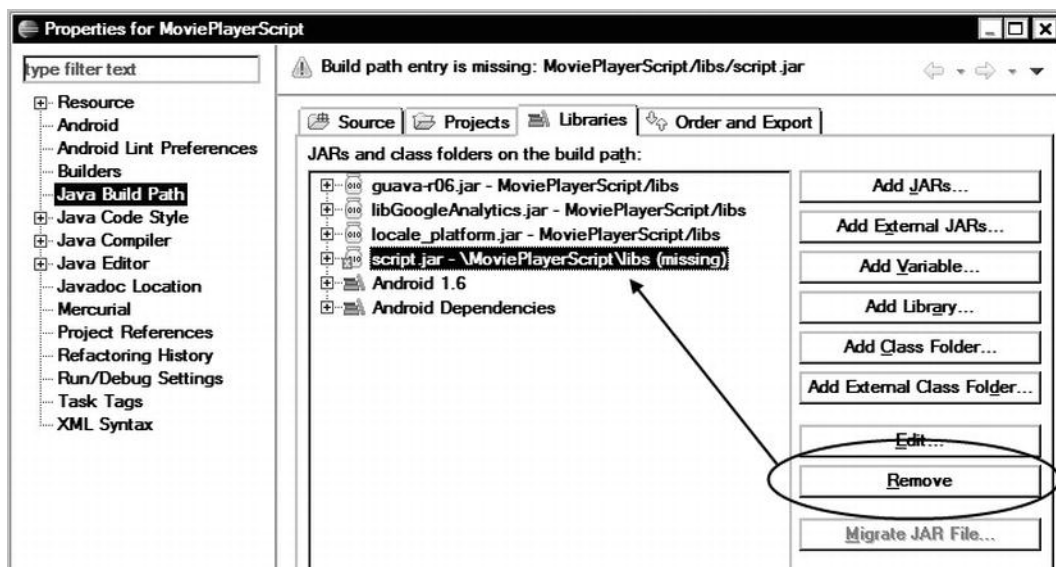 Properties for MoviePlayerScript
type filter text
Resource
Android
Android Lint Preferences
Builders
Java Build Path
Java Code Style
Java Compiler
Java Editor
Javadoc Location
Mercurial
Project References
Refactoring History
Run/Debug Settings
Task Tags
XML Syntax
Build path entry is missing: MoviePlayerScript/libs/script.jar
Source
Projects
Libraries
Order and Export
JARs and class folders on the build path:
guava-r06.jar - MoviePlayerScript/libs
libGoogleAnalytics.jar - MoviePlayerScript/libs
locale_platform.jar - MoviePlayerScript/libs
script.jar - \MoviePlayerScript\libs (missing)
Android 1.6
Android Dependencies
Add JARs...
Add External JARs...
Add Variable...
Add Library...
Add Class Folder...
Add External Class Folder...
Edit...
Remove
Migrate JAR File...